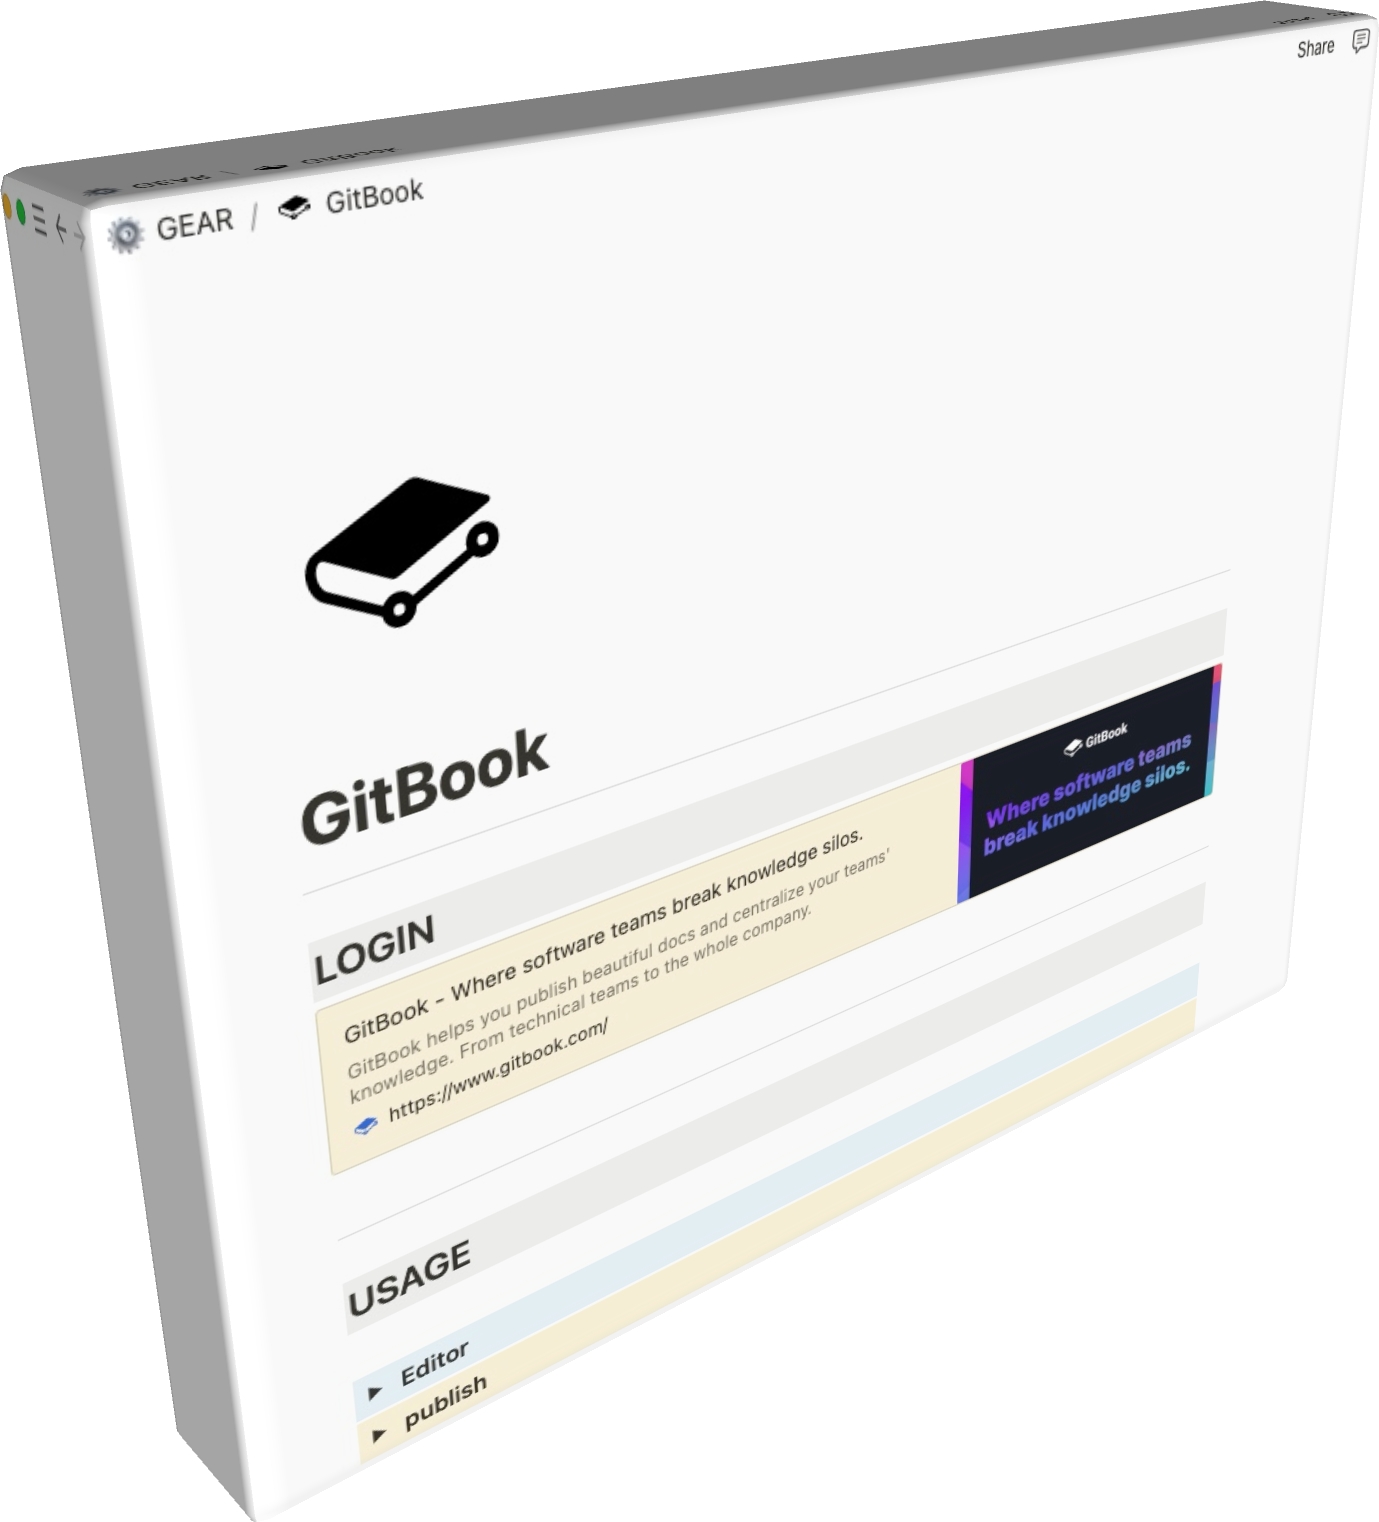 Share
GEAR / GitBook
GitBook
LOGIN
GitBook - Where software teams break knowledge silos.
GitBook helps you publish beautiful docs and centralize your teams'
knowledge. From technical teams to the whole company.
https://www.gitbook.com/
GitBook
Where software teams
break knowledge silos.
USAGE
Editor
publish